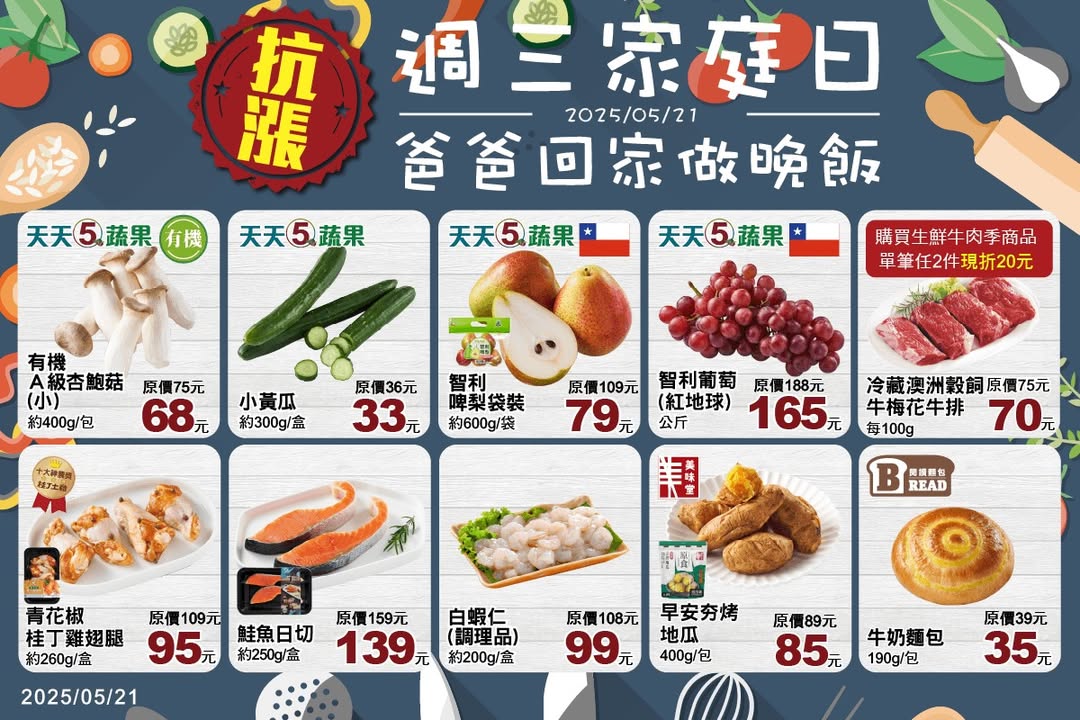 抗漲
週三家庭日
2025/05/21
爸爸回家做晚飯
天天5蔬果
有機
有機
A級杏鮑菇
(小)
約400g/包
原價75元
68元
天天5蔬果
小黃瓜
約300g/盒
原價36元
33元
天天5蔬果
智利
啤梨袋裝
約600g/袋
原價109元
79元
天天5蔬果
智利葡萄
(紅地球)
公斤
原價188元
165元
購買生鮮牛肉季商品
單筆任2件現折20元
冷藏澳洲穀飼
牛梅花牛排
每100g
原價75元
70元
十大神農獎
桂丁土雞
青花椒
桂丁雞翅腿
約260g/盒
原價109元
95元
鮭魚日切
約250g/盒
原價159元
139元
白蝦仁
(調理品)
約200g/盒
原價108元
99元
美味堂
原食
早安夯烤
地瓜
400g/包
原價89元
85元
B
閱讀麵包
READ
牛奶麵包
190g/包
原價39元
35元
2025/05/21